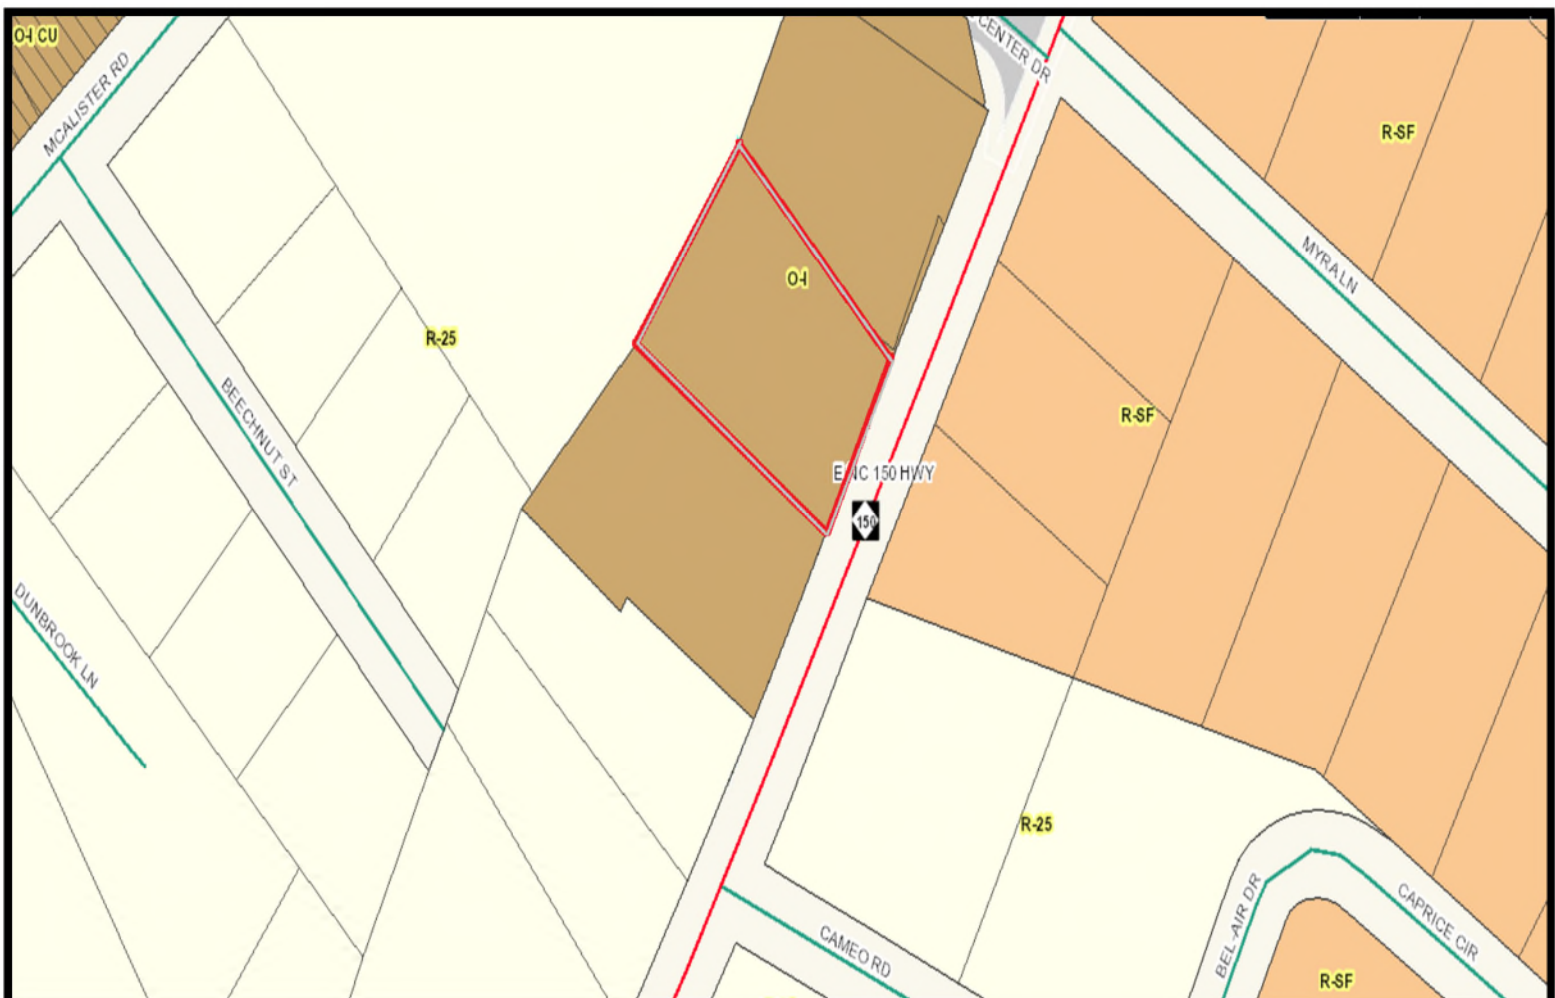 O-I CU
MCALISTER RD
CENTER DR
R-SF
MYRA LN
O-I
R-25
BEECHNUT ST
R-SF
E NC 150 HWY
150
DUNBROOK LN
R-25
BEL-AIR DR
CAPRICE CIR
CAMEO RD
R-SF